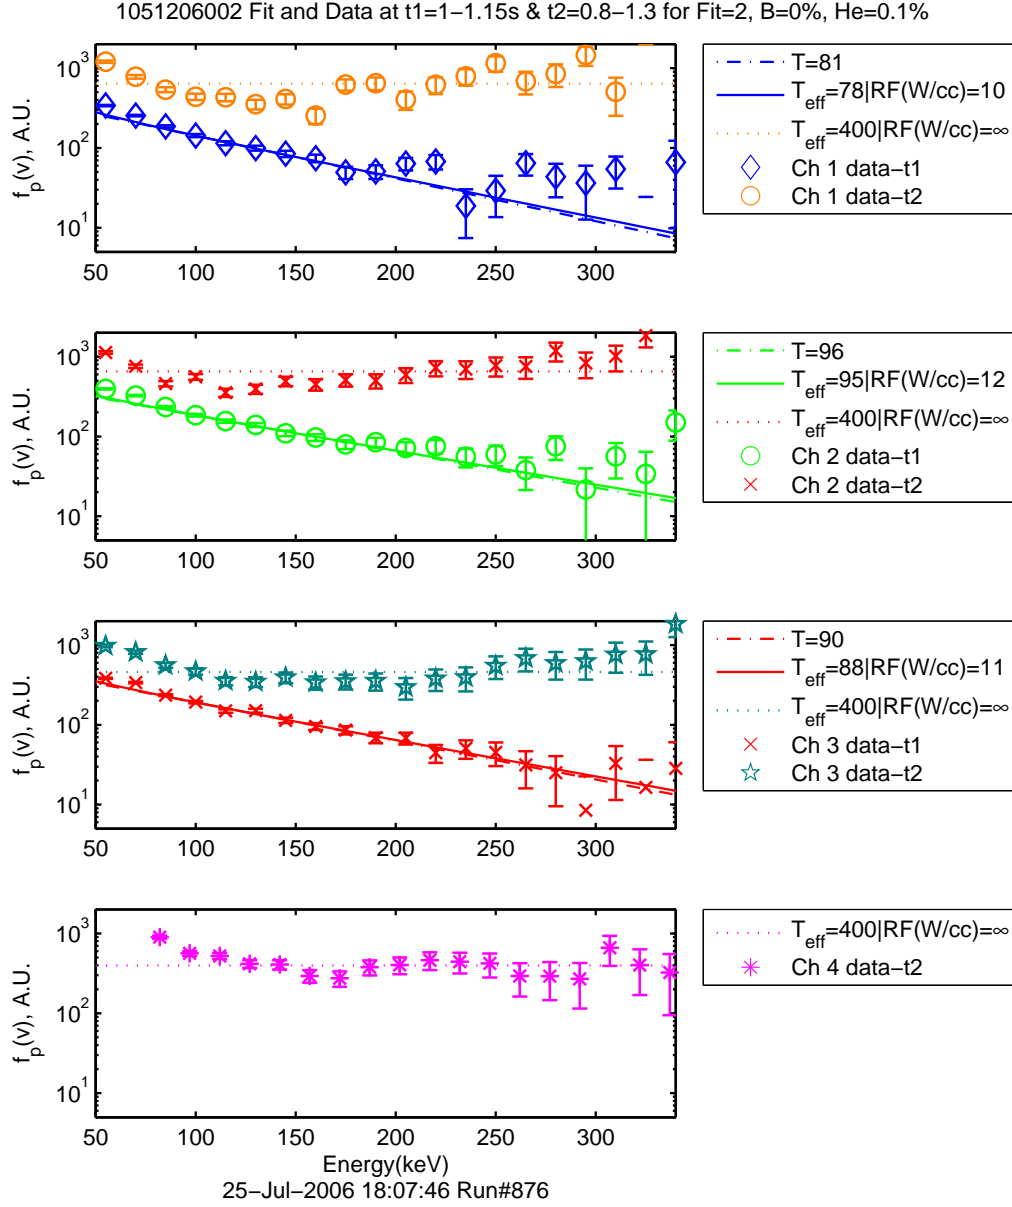 1051206002 Fit and Data at t1=1−1.15s & t2=0.8−1.3 for Fit=2, B=0%, He=0.1%
f_p(v), A.U.
10^3
10^2
10^1
50 100 150 200 250 300
T=81
T_eff=78|RF(W/cc)=10
T_eff=400|RF(W/cc)=∞
Ch 1 data−t1
Ch 1 data−t2
f_p(v), A.U.
10^3
10^2
10^1
50 100 150 200 250 300
T=96
T_eff=95|RF(W/cc)=12
T_eff=400|RF(W/cc)=∞
Ch 2 data−t1
Ch 2 data−t2
f_p(v), A.U.
10^3
10^2
10^1
50 100 150 200 250 300
T=90
T_eff=88|RF(W/cc)=11
T_eff=400|RF(W/cc)=∞
Ch 3 data−t1
Ch 3 data−t2
f_p(v), A.U.
10^3
10^2
10^1
50 100 150 200 250 300
T_eff=400|RF(W/cc)=∞
Ch 4 data−t2
Energy(keV)
25−Jul−2006 18:07:46 Run#876